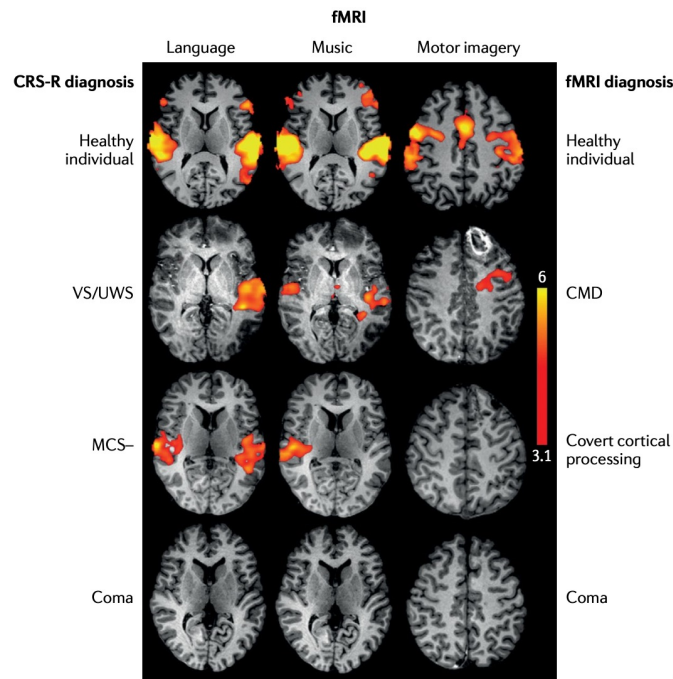 fMRI
Language Music Motor imagery
CRS-R diagnosis fMRI diagnosis
Healthy
individual
Healthy
individual
VS/UWS
6
CMD
MCS–
3.1
Covert cortical
processing
Coma
Coma